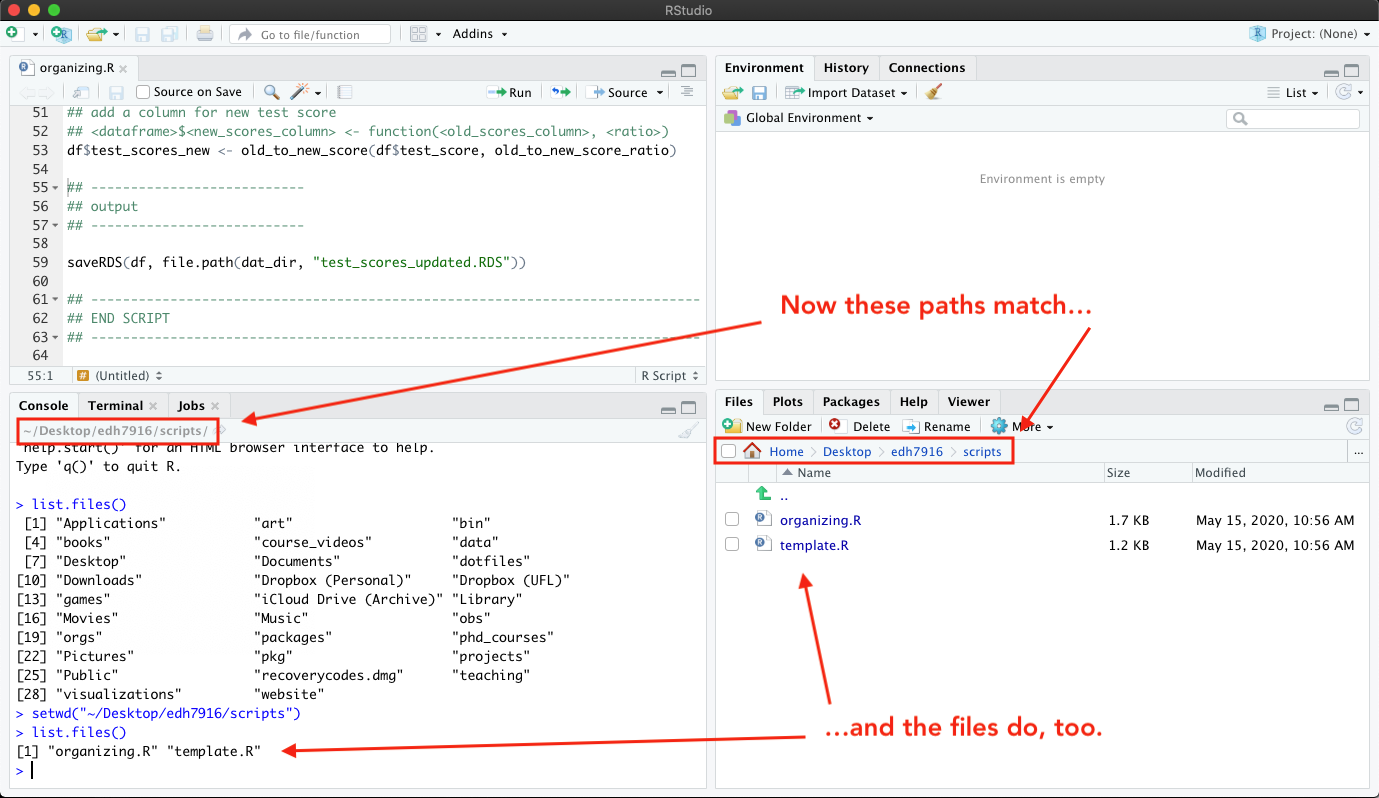 RStudio
Go to file/function
Addins
Project: (None)
organizing.R
Source on Save
Run
Source
51 ## add a column for new test score
52 ## <dataframe>$<new_scores_column> <- function(<old_scores_column>, <ratio>)
53 df$test_scores_new <- old_to_new_score(df$test_score, old_to_new_score_ratio)
54
55 ## ---------------------------
56 ## output
57 ## ---------------------------
58
59 saveRDS(df, file.path(dat_dir, "test_scores_updated.RDS"))
60
61 ## -----------------------------------------------------------------------------
62 ## END SCRIPT
63 ## -----------------------------------------------------------------------------
64
55:1 # (Untitled) R Script
Console Terminal Jobs
~/Desktop/edh7916/scripts/
'help.start()' for an HTML browser interface to help.
Type 'q()' to quit R.
> list.files()
[1] "Applications" "art" "bin"
[4] "books" "course_videos" "data"
[7] "Desktop" "Documents" "dotfiles"
[10] "Downloads" "Dropbox (Personal)" "Dropbox (UFL)"
[13] "games" "iCloud Drive (Archive)" "Library"
[16] "Movies" "Music" "obs"
[19] "orgs" "packages" "phd_courses"
[22] "Pictures" "pkg" "projects"
[25] "Public" "recoverycodes.dmg" "teaching"
[28] "visualizations" "website"
> setwd("~/Desktop/edh7916/scripts")
> list.files()
[1] "organizing.R" "template.R"
>
Environment History Connections
Import Dataset List
Global Environment
Environment is empty
Now these paths match...
Files Plots Packages Help Viewer
New Folder Delete Rename More
Home Desktop edh7916 scripts ...
Name Size Modified
..
organizing.R 1.7 KB May 15, 2020, 10:56 AM
template.R 1.2 KB May 15, 2020, 10:56 AM
...and the files do, too.